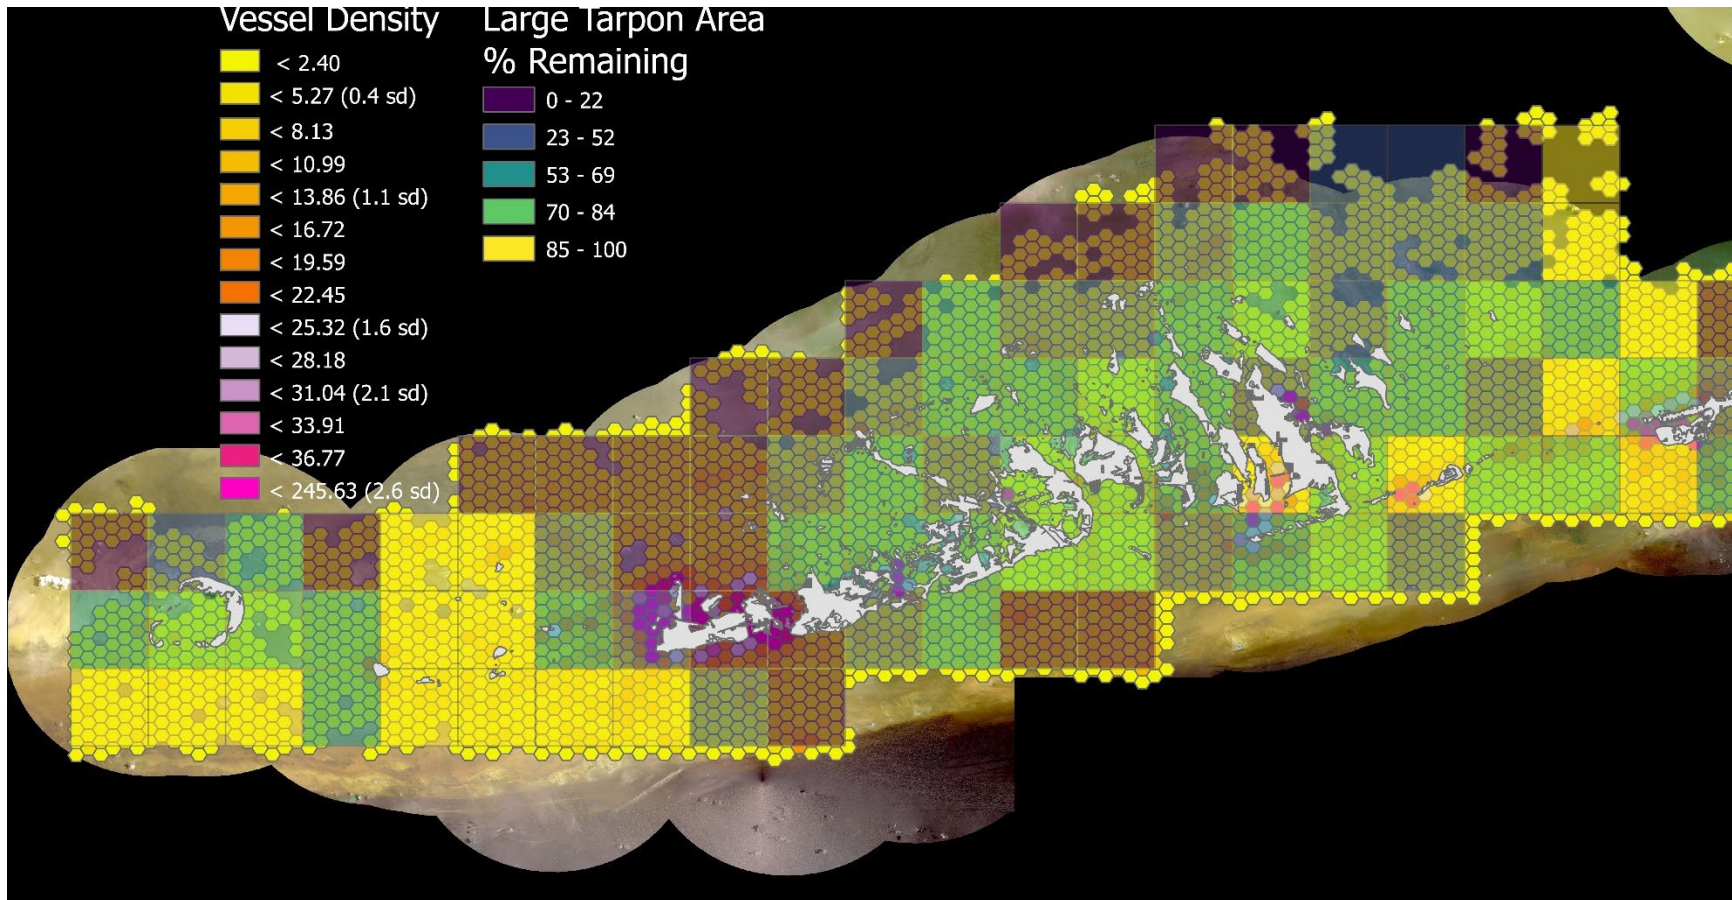 Vessel Density
< 2.40
< 5.27 (0.4 sd)
< 8.13
< 10.99
< 13.86 (1.1 sd)
< 16.72
< 19.59
< 22.45
< 25.32 (1.6 sd)
< 28.18
< 31.04 (2.1 sd)
< 33.91
< 36.77
< 245.63 (2.6 sd)
Large Tarpon Area
% Remaining
0 - 22
23 - 52
53 - 69
70 - 84
85 - 100